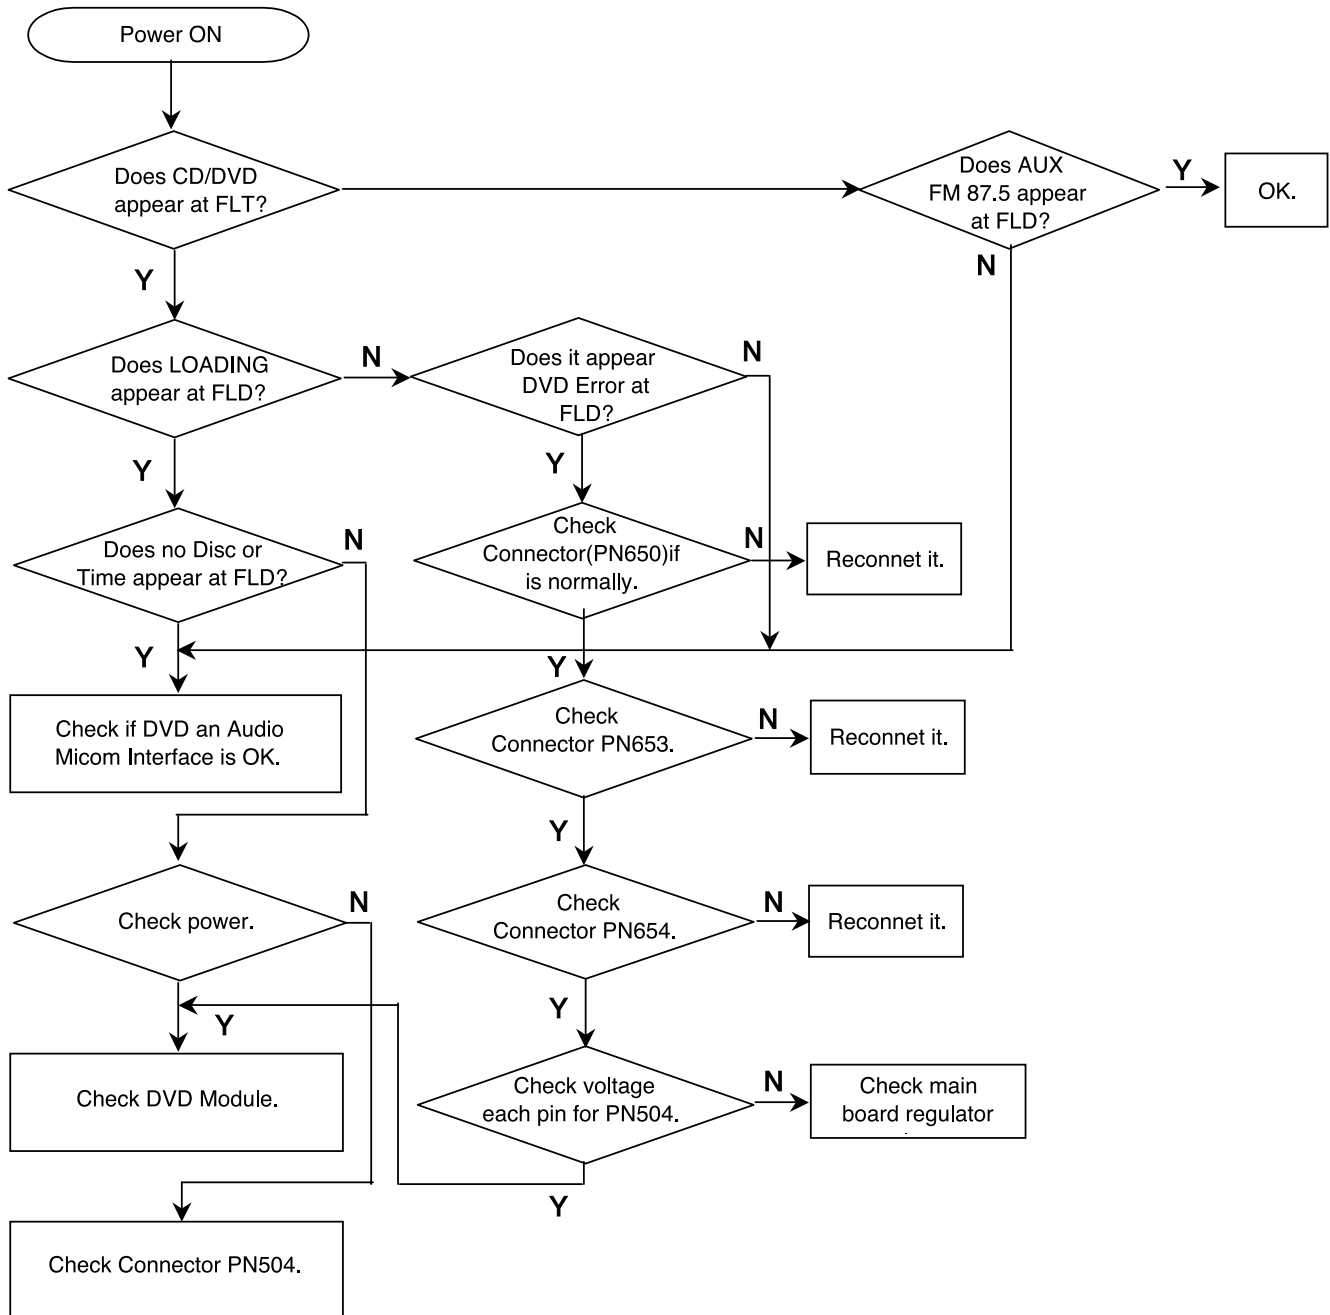 Power ON
Does CD/DVD
appear at FLT?
Does AUX
FM 87.5 appear
at FLD?
Y
OK.
N
Y
Does LOADING
appear at FLD?
N
Does it appear
DVD Error at
FLD?
N
Y
Y
Does no Disc or
Time appear at FLD?
N
Check
Connector(PN650)if
is normally.
N
Reconnet it.
Y
Y
Check if DVD an Audio
Micom Interface is OK.
Check
Connector PN653.
N
Reconnet it.
Y
Check power.
N
Check
Connector PN654.
N
Reconnet it.
Y
Y
Check DVD Module.
Check voltage
each pin for PN504.
N
Check main
board regulator
.
Y
Check Connector PN504.